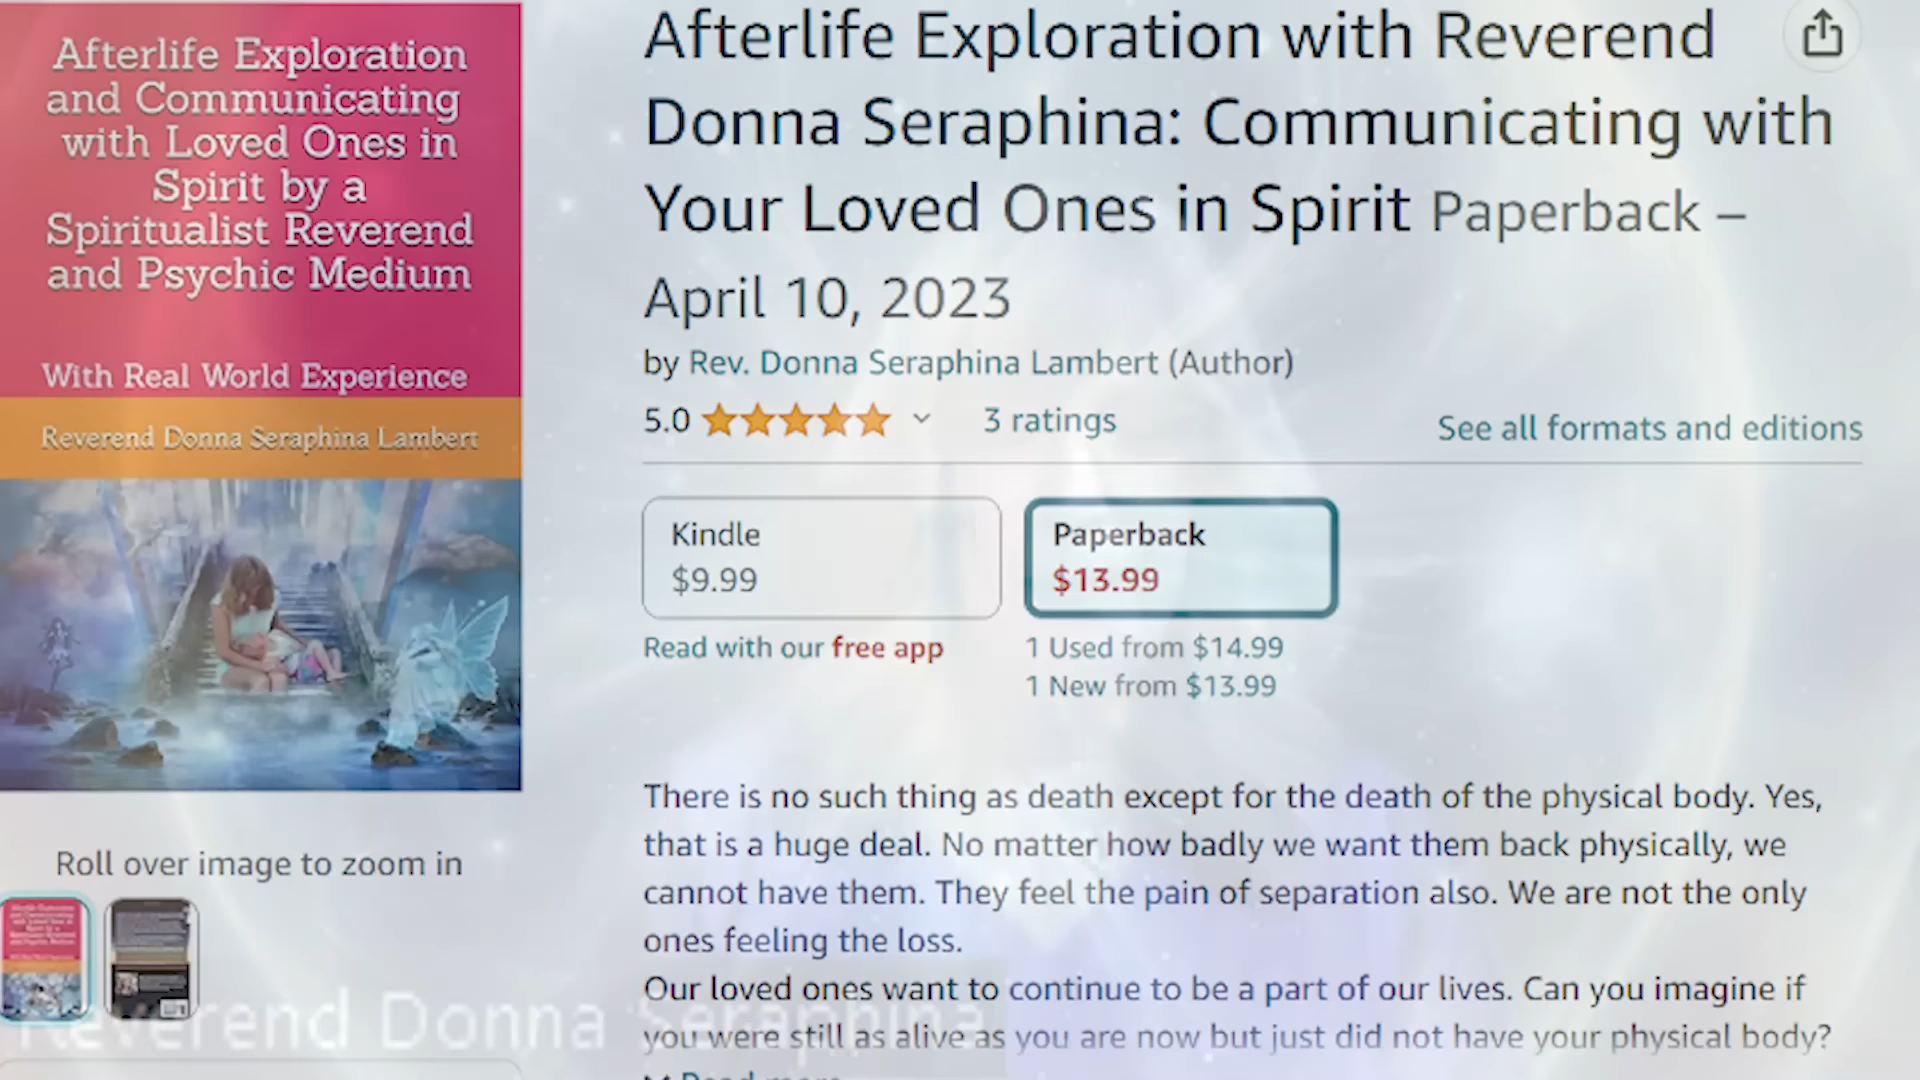 Afterlife Exploration
and Communicating
with Loved Ones in
Spirit by a
Spiritualist Reverend
and Psychic Medium
With Real World Experience
Reverend Donna Seraphina Lambert
Roll over image to zoom in
Afterlife Exploration with Reverend
Donna Seraphina: Communicating with
Your Loved Ones in Spirit Paperback –
April 10, 2023
by Rev. Donna Seraphina Lambert (Author)
5.0 3 ratings
See all formats and editions
Kindle
$9.99
Read with our free app
Paperback
$13.99
1 Used from $14.99
1 New from $13.99
There is no such thing as death except for the death of the physical body. Yes,
that is a huge deal. No matter how badly we want them back physically, we
cannot have them. They feel the pain of separation also. We are not the only
ones feeling the loss.
Our loved ones want to continue to be a part of our lives. Can you imagine if
you were still as alive as you are now but just did not have your physical body?
Read more
Reverend Donna Seraphina